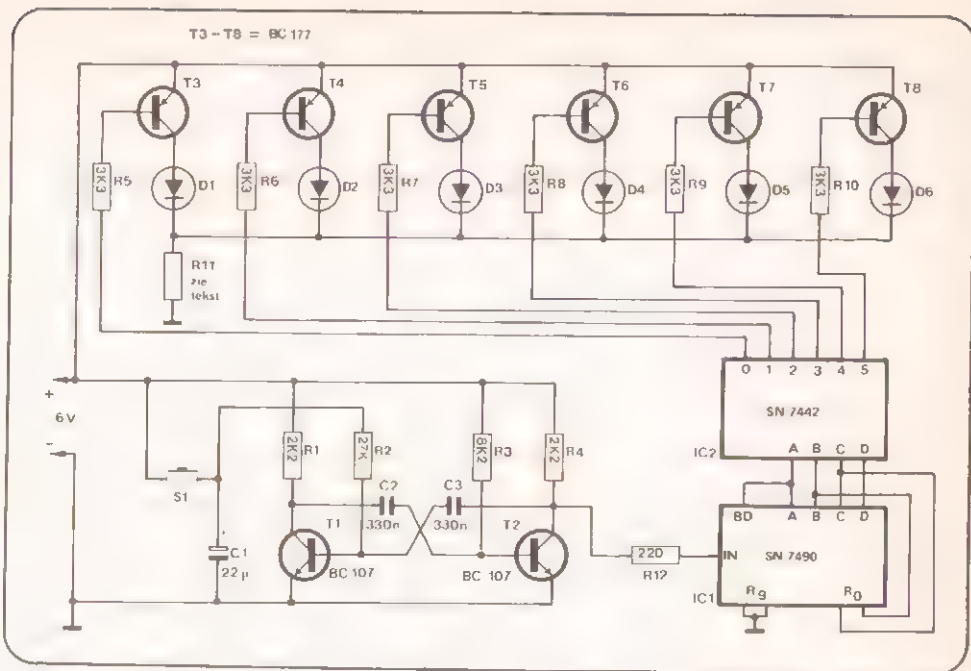 T3 – T8 = BC 177
T3
T4
T5
T6
T7
T8
3K3
R5
D1
3K3
R6
D2
3K3
R7
D3
3K3
R8
D4
3K3
R9
D5
3K3
R10
D6
R11
zie
tekst
0 1 2 3 4 5
SN 7442
IC2
A B C D
+
6V
–
S1
C1
22 µ
2K2
R1
27K
R2
8K2
R3
2K2
R4
C2
330n
C3
330n
T1
BC 107
T2
BC 107
220
R12
BD A B C D
IN
SN 7490
IC1
R9
R0